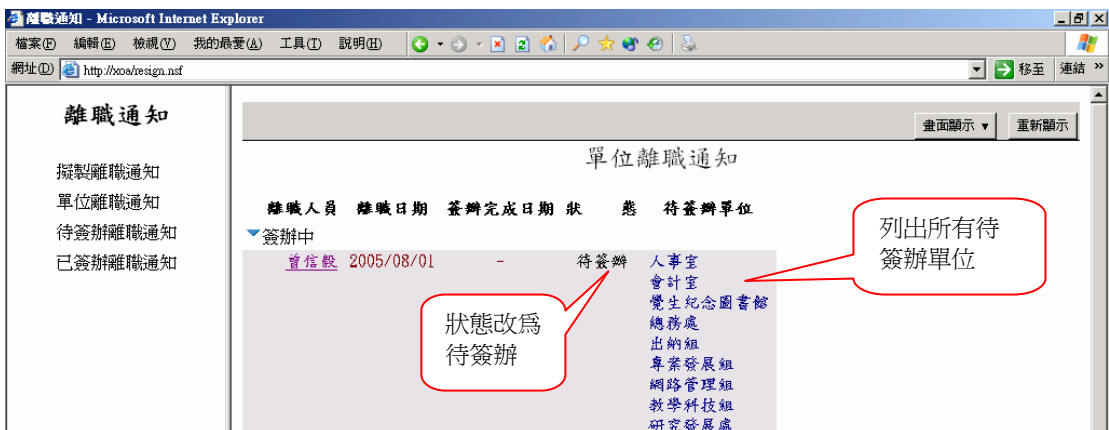 離職通知 - Microsoft Internet Explorer
檔案(F) 編輯(E) 檢視(V) 我的最愛(A) 工具(T) 說明(H)
網址(D) http://xoa/resign.nsf 移至 連結 »
離職通知
擬製離職通知
單位離職通知
待簽辦離職通知
已簽辦離職通知
畫面顯示 ▼ 重新顯示
單位離職通知
離職人員 離職日期 簽辦完成日期 狀 態 待簽辦單位
簽辦中
曾信毅 2005/08/01 - 待簽辦 人事室
會計室
覺生紀念圖書館
總務處
出納組
專業發展組
網路管理組
教學科技組
研究發展處
狀態改爲
待簽辦
列出所有待
簽辦單位